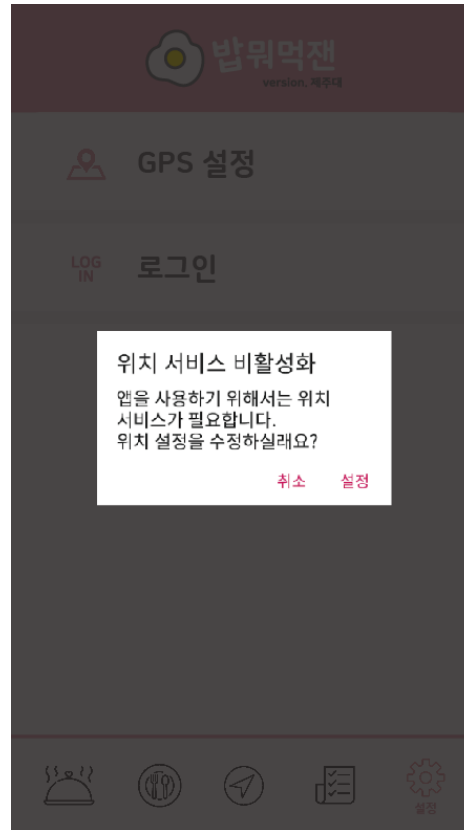 밥뭐먹잰
version. 제주대
GPS 설정
LOG
IN
로그인
위치 서비스 비활성화
앱을 사용하기 위해서는 위치
서비스가 필요합니다.
위치 설정을 수정하실래요?
취소 설정
설정